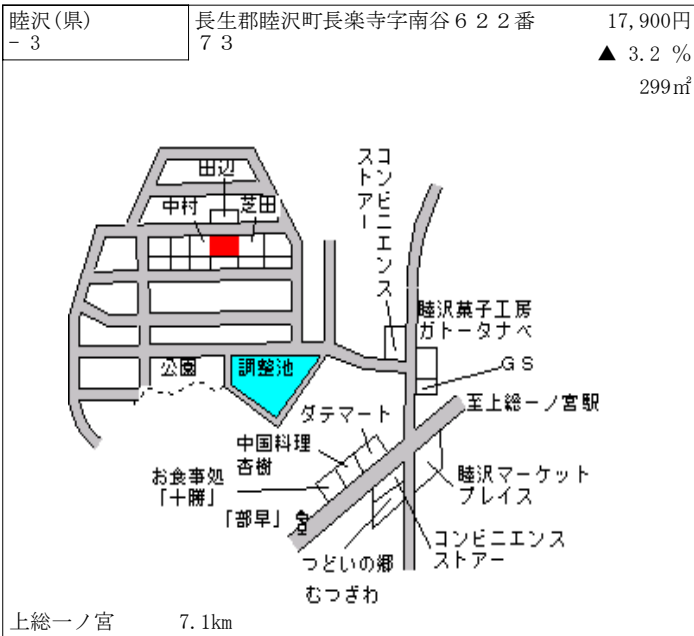 睦沢(県)
- 3
長生郡睦沢町長楽寺字南谷６２２番
７３
17,900円
▲ 3.2 %
299㎡
コンビニエンス
ストアー
田辺
中村
芝田
睦沢菓子工房
ガトータナベ
ＧＳ
公園
調整池
至上総一ノ宮駅
ダテマート
中国料理
杏樹
お食事処
「十勝」
睦沢マーケット
プレイス
「部早」
コンビニエンス
ストアー
つどいの郷
むつざわ
上総一ノ宮
7.1km